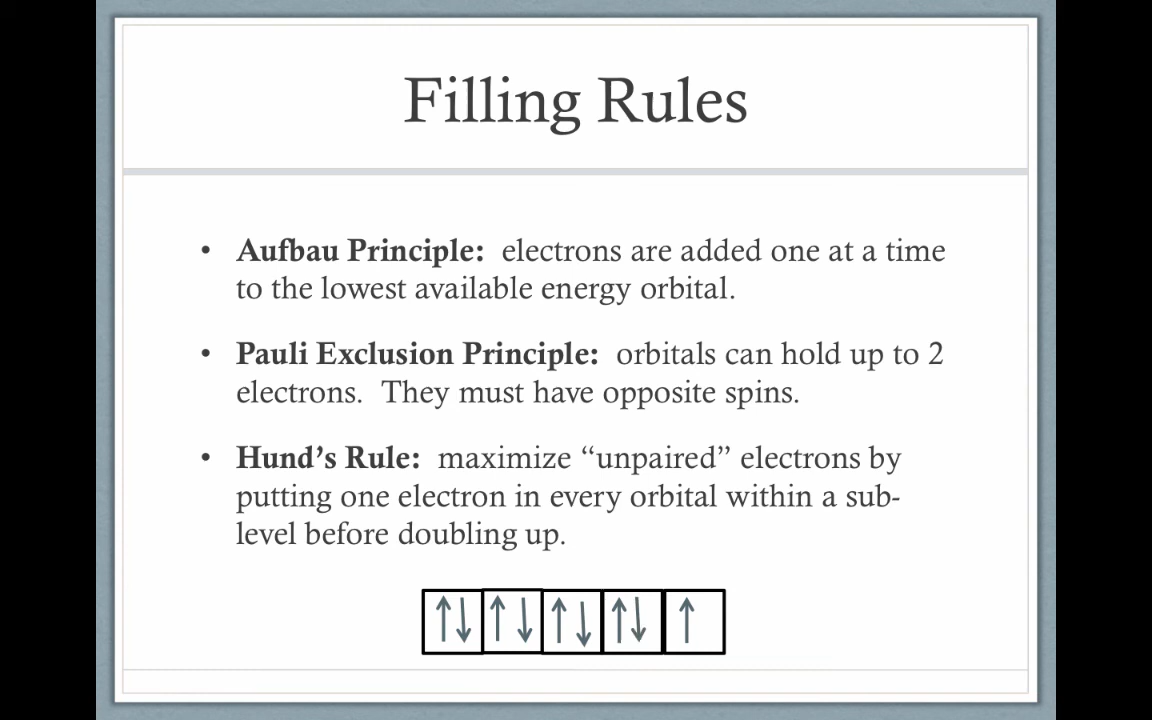 Filling Rules
• Aufbau Principle:  electrons are added one at a time
to the lowest available energy orbital.
• Pauli Exclusion Principle:  orbitals can hold up to 2
electrons.  They must have opposite spins.
• Hund’s Rule:  maximize “unpaired” electrons by
putting one electron in every orbital within a sub-
level before doubling up.